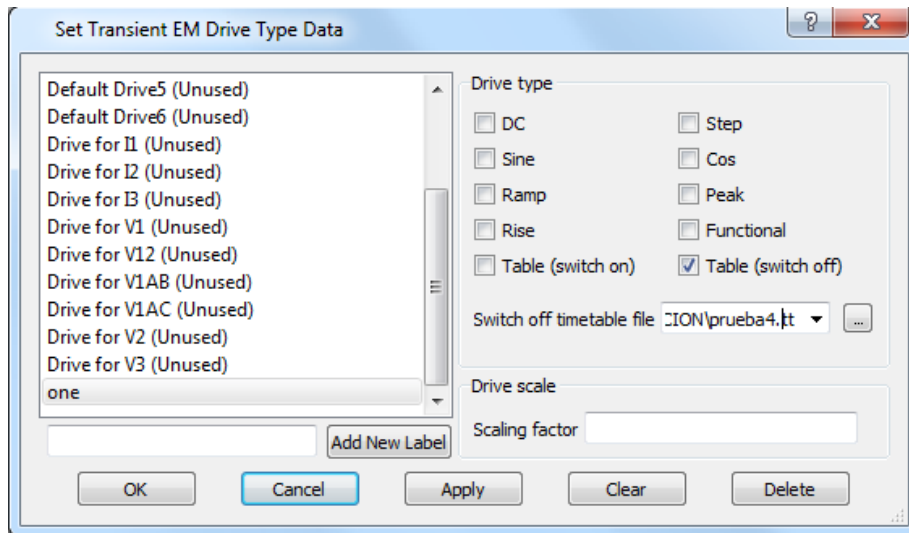 Set Transient EM Drive Type Data
?
X
Default Drive5 (Unused)
Default Drive6 (Unused)
Drive for I1 (Unused)
Drive for I2 (Unused)
Drive for I3 (Unused)
Drive for V1 (Unused)
Drive for V12 (Unused)
Drive for V1AB (Unused)
Drive for V1AC (Unused)
Drive for V2 (Unused)
Drive for V3 (Unused)
one
Add New Label
Drive type
DC
Step
Sine
Cos
Ramp
Peak
Rise
Functional
Table (switch on)
Table (switch off)
Switch off timetable file
CION\prueba4.tt
...
Drive scale
Scaling factor
OK
Cancel
Apply
Clear
Delete